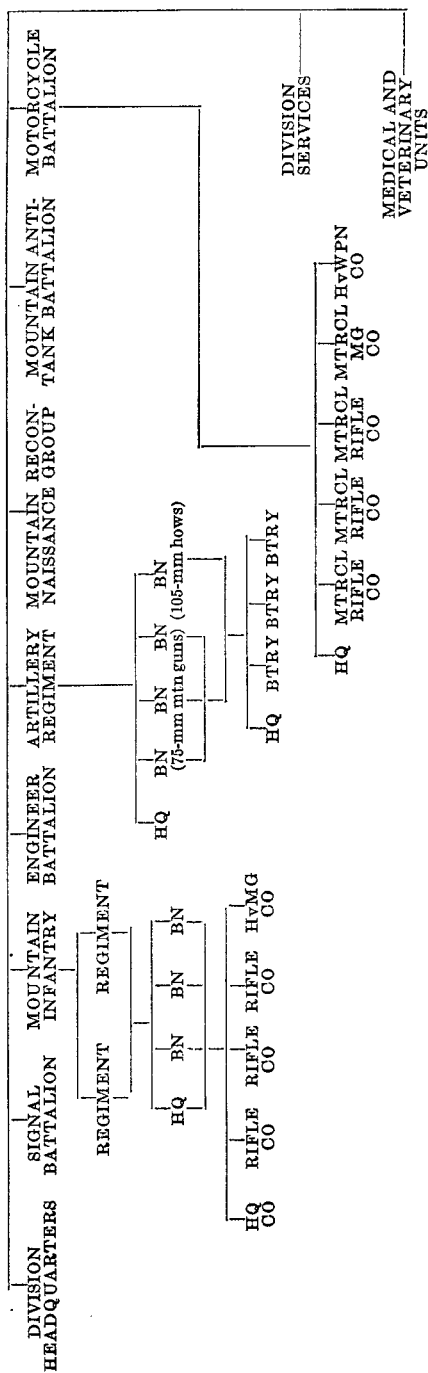 DIVISION
HEADQUARTERS
SIGNAL
BATTALION
MOUNTAIN
INFANTRY
ENGINEER
BATTALION
ARTILLERY
REGIMENT
MOUNTAIN RECON-
NAISSANCE GROUP
MOUNTAIN ANTI-
TANK BATTALION
MOTORCYCLE
BATTALION
REGIMENT REGIMENT
HQ BN BN BN
HQ
CO
RIFLE
CO
RIFLE
CO
RIFLE
CO
HvMG
CO
HQ BN BN BN BN
(75-mm mtn guns) (105-mm hows)
HQ BTRY BTRY BTRY
HQ
MTRCL
RIFLE
CO
MTRCL
RIFLE
CO
MTRCL
RIFLE
CO
MTRCL
MG
CO
HvWPN
CO
DIVISION
SERVICES
MEDICAL AND
VETERINARY
UNITS